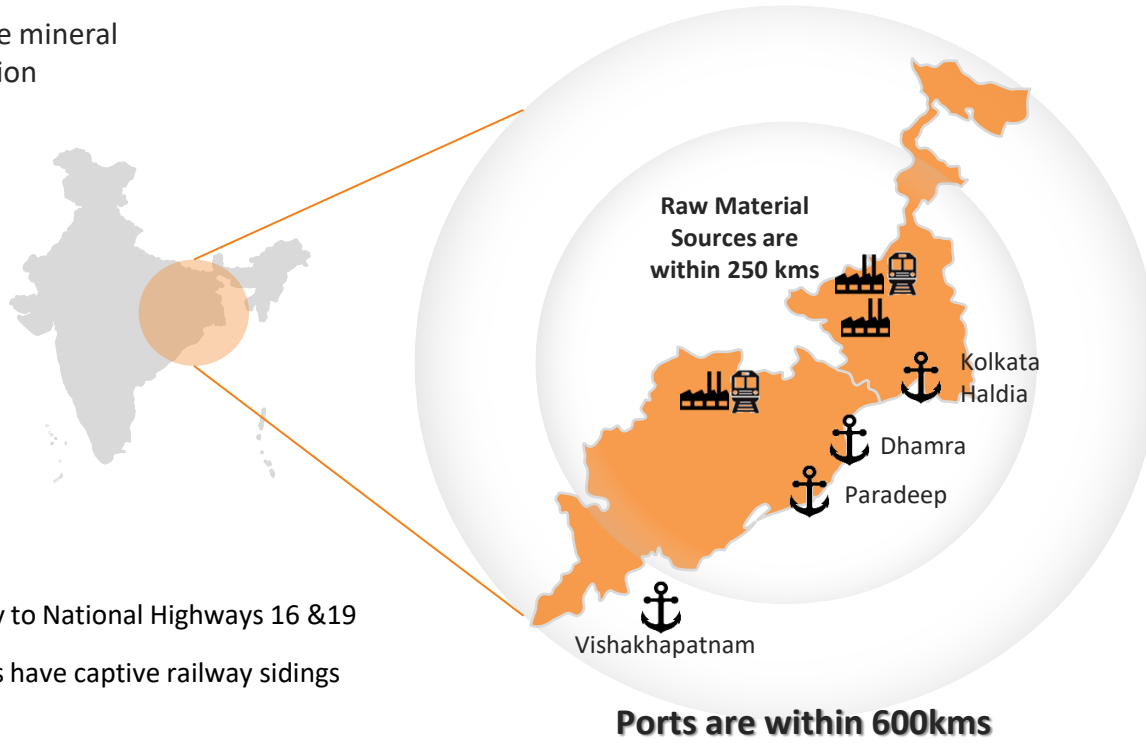 e mineral
ion
Raw Material
Sources are
within 250 kms
Kolkata
Haldia
Dhamra
Paradeep
Vishakhapatnam
y to National Highways 16 &19
s have captive railway sidings
Ports are within 600kms